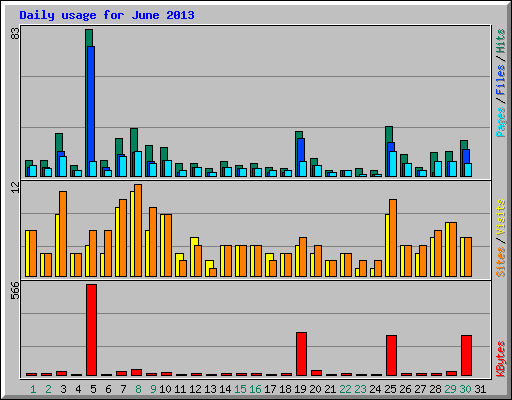 Daily usage for June 2013
83
Pages / Files / Hits
12
Sites / Visits
566
KBytes
1 2 3 4 5 6 7 8 9 10 11 12 13 14 15 16 17 18 19 20 21 22 23 24 25 26 27 28 29 30 31